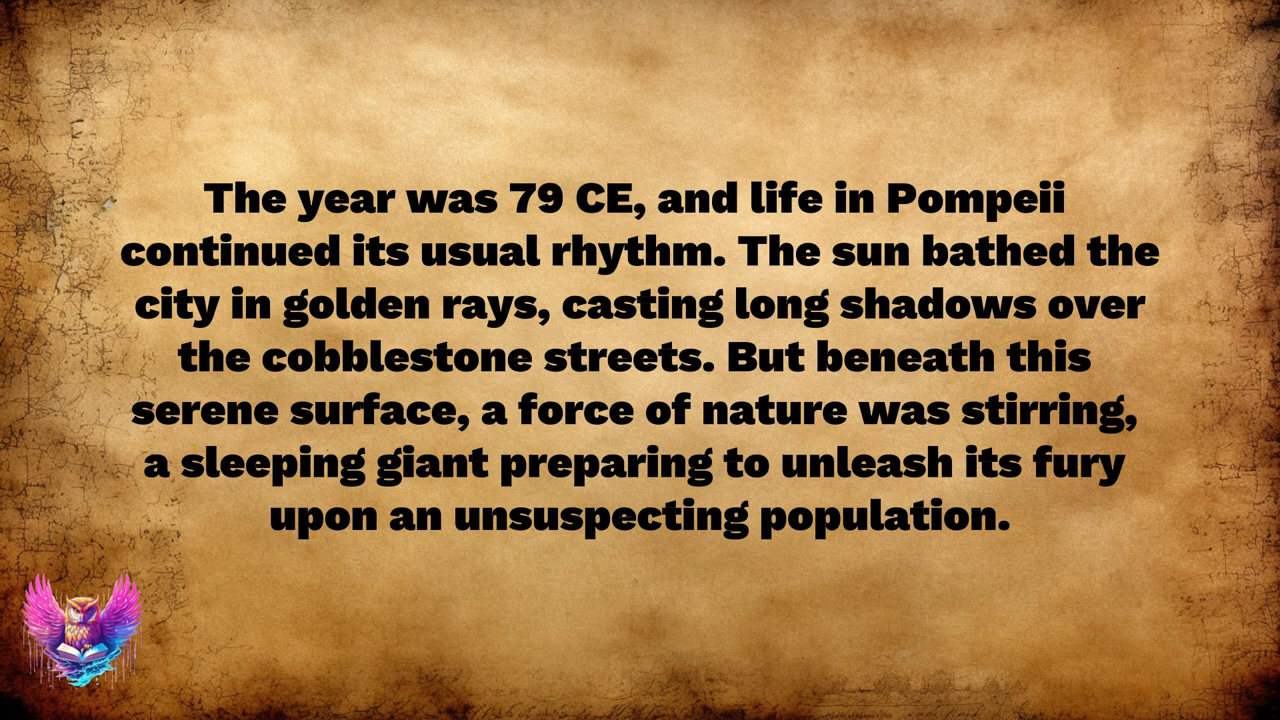 The year was 79 CE, and life in Pompeii
continued its usual rhythm. The sun bathed the
city in golden rays, casting long shadows over
the cobblestone streets. But beneath this
serene surface, a force of nature was stirring,
a sleeping giant preparing to unleash its fury
upon an unsuspecting population.